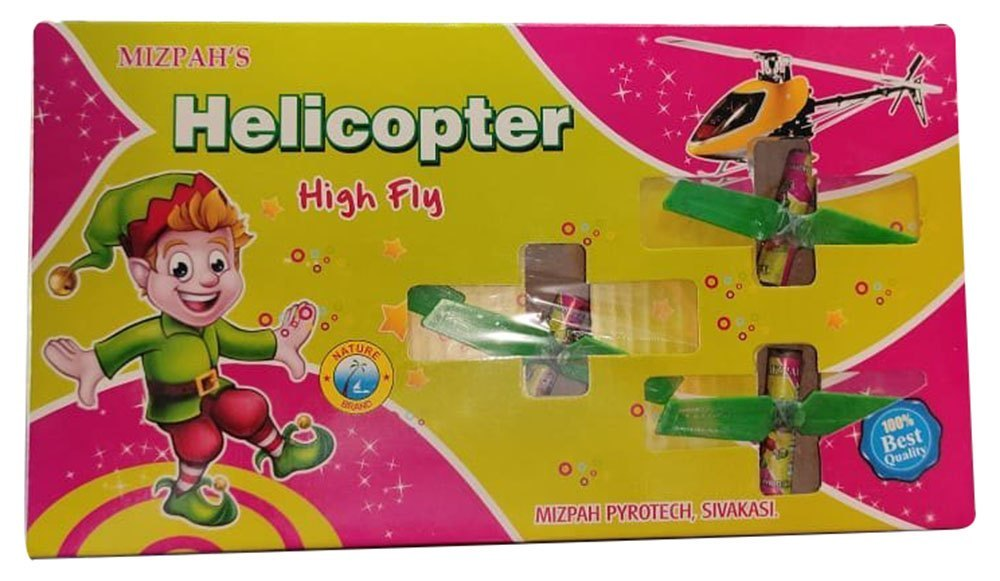 MIZPAH'S
Helicopter
High Fly
NATURE
BRAND
100%
Best
Quality
MIZPAH PYROTECH, SIVAKASI.